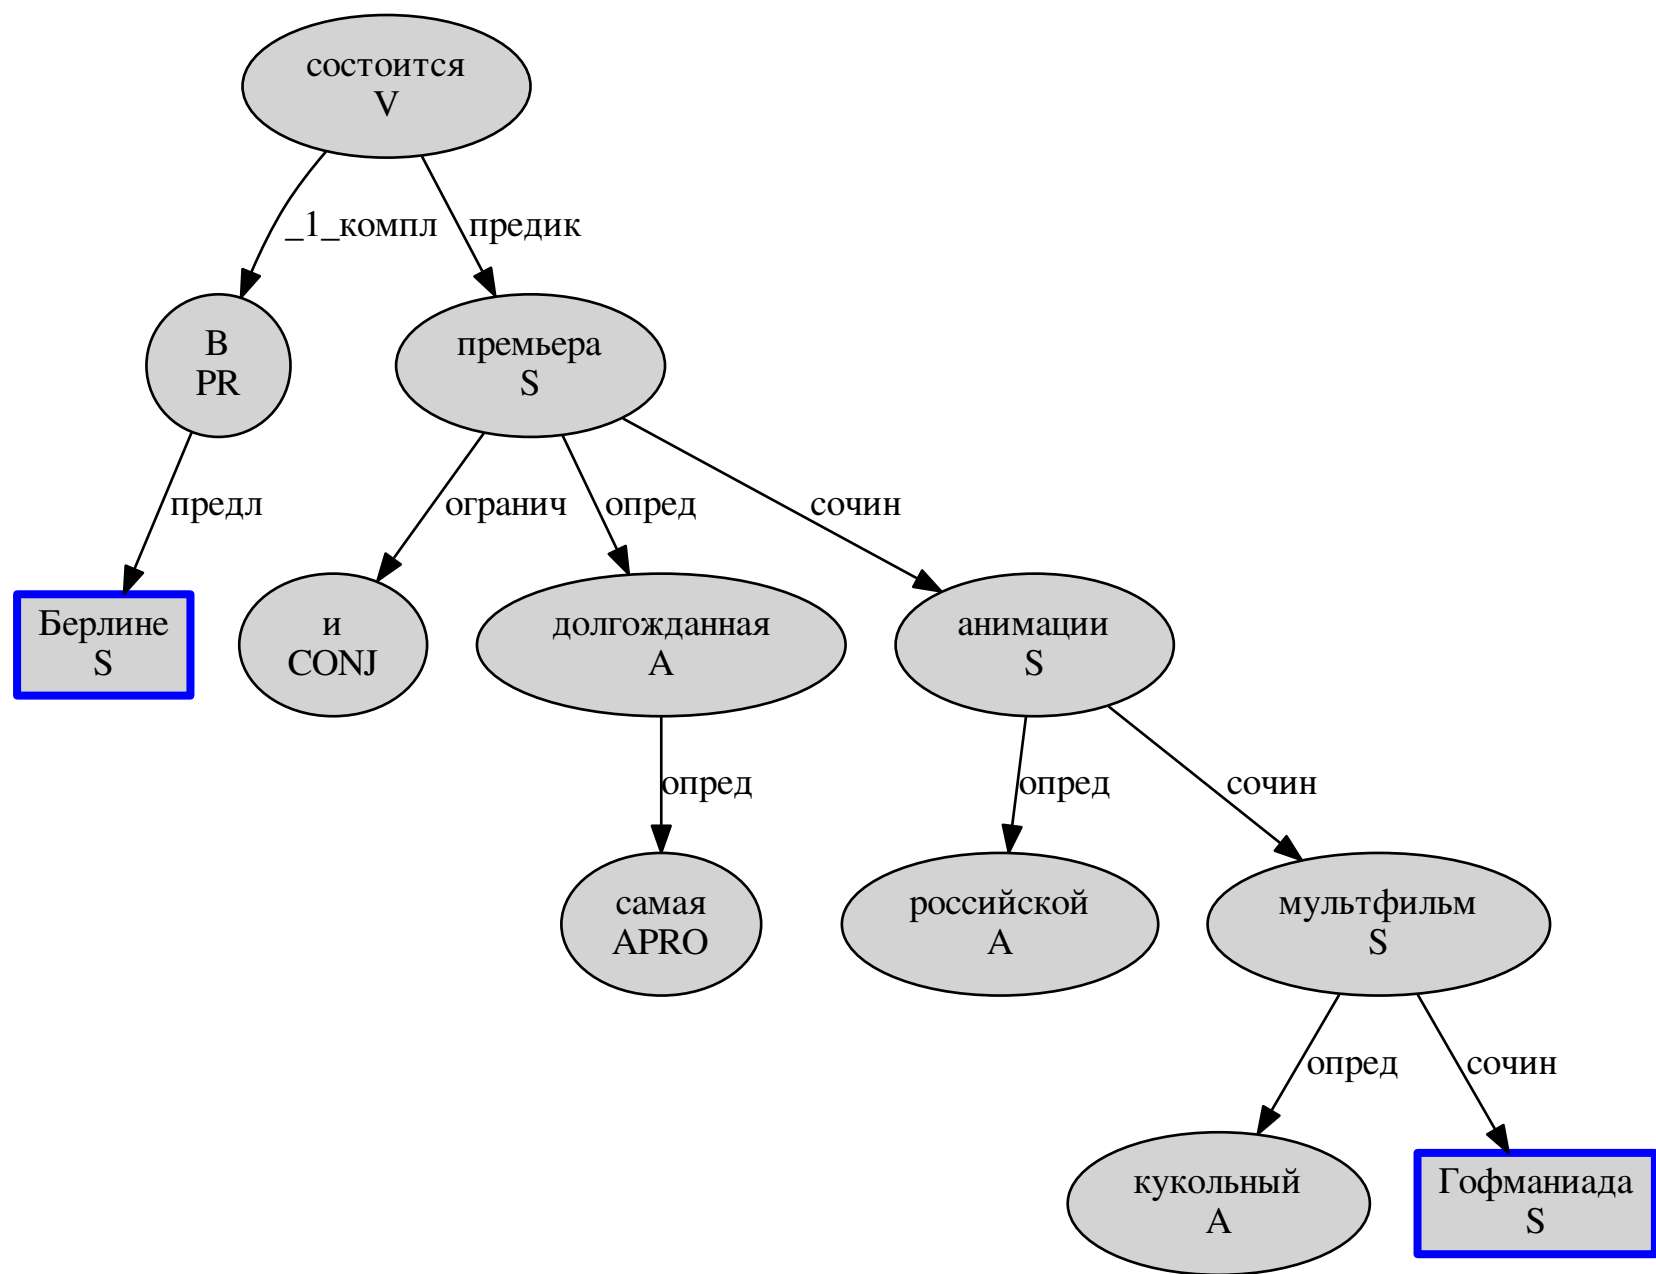 состоится
V
_1_компл
предик
В
PR
премьера
S
предл
огранич
опред
сочин
Берлине
S
и
CONJ
долгожданная
A
анимации
S
опред
опред
сочин
самая
APRO
российской
A
мультфильм
S
опред
сочин
кукольный
A
Гофманиада
S